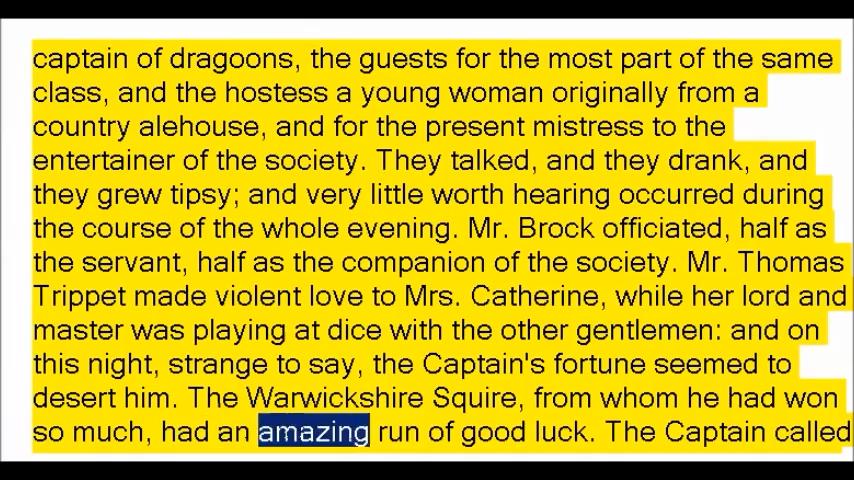 captain of dragoons, the guests for the most part of the same
class, and the hostess a young woman originally from a
country alehouse, and for the present mistress to the
entertainer of the society. They talked, and they drank, and
they grew tipsy; and very little worth hearing occurred during
the course of the whole evening. Mr. Brock officiated, half as
the servant, half as the companion of the society. Mr. Thomas
Trippet made violent love to Mrs. Catherine, while her lord and
master was playing at dice with the other gentlemen: and on
this night, strange to say, the Captain's fortune seemed to
desert him. The Warwickshire Squire, from whom he had won
so much, had an amazing run of good luck. The Captain called